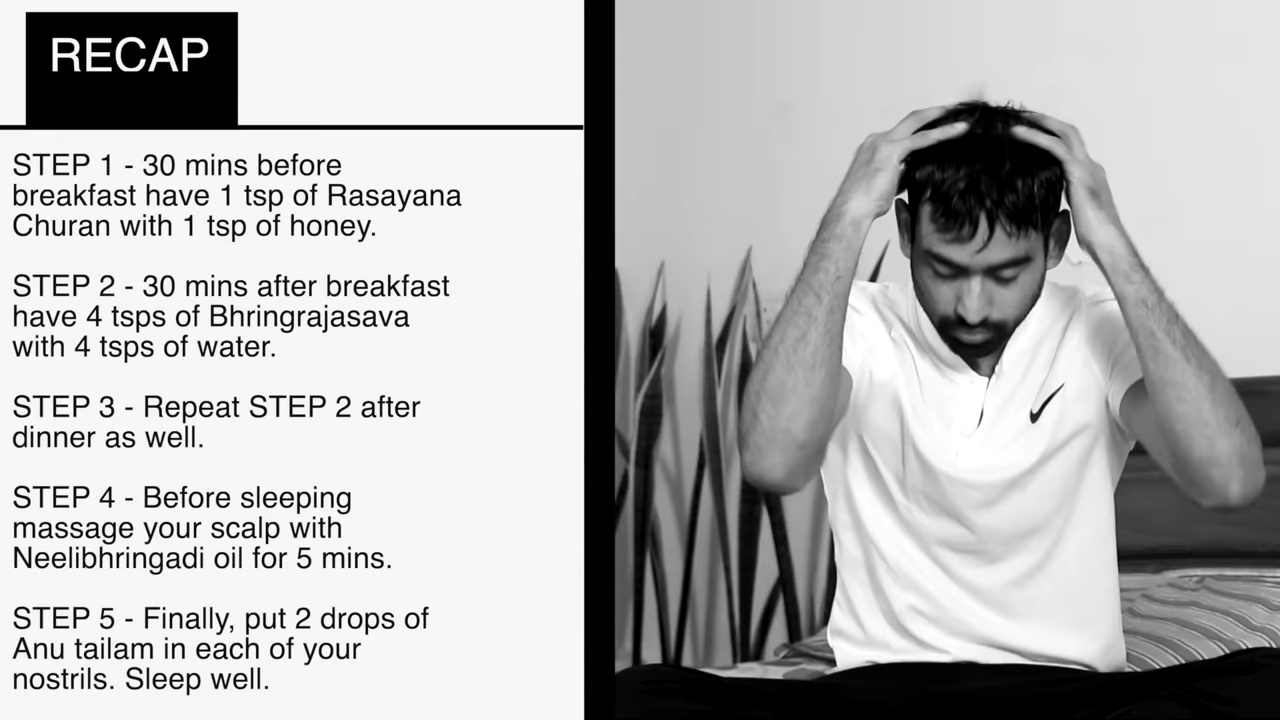 RECAP
STEP 1 - 30 mins before
breakfast have 1 tsp of Rasayana
Churan with 1 tsp of honey.
STEP 2 - 30 mins after breakfast
have 4 tsps of Bhringrajasava
with 4 tsps of water.
STEP 3 - Repeat STEP 2 after
dinner as well.
STEP 4 - Before sleeping
massage your scalp with
Neelibhringadi oil for 5 mins.
STEP 5 - Finally, put 2 drops of
Anu tailam in each of your
nostrils. Sleep well.